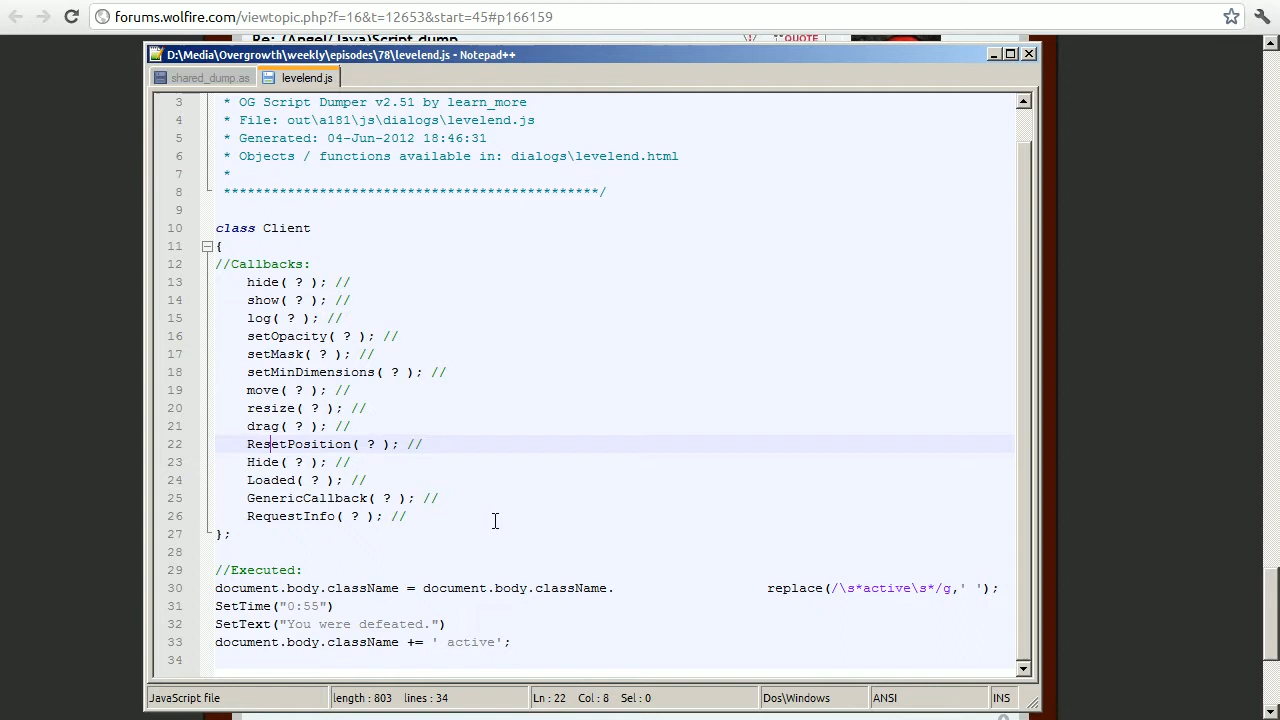 forums.wolfire.com/viewtopic.php?f=16&t=12653&start=45#p166159
Re: (Angel/Java)Script dump
QUOTE
D:\Media\Overgrowth\weekly\episodes\78\levelend.js - Notepad++
shared_dump.as levelend.js
3 * OG Script Dumper v2.51 by learn_more
4 * File: out\a181\js\dialogs\levelend.js
5 * Generated: 04-Jun-2012 18:46:31
6 * Objects / functions available in: dialogs\levelend.html
7 *
8 ***********************************************/
9
10 class Client
11 {
12 //Callbacks:
13 hide( ? ); //
14 show( ? ); //
15 log( ? ); //
16 setOpacity( ? ); //
17 setMask( ? ); //
18 setMinDimensions( ? ); //
19 move( ? ); //
20 resize( ? ); //
21 drag( ? ); //
22 ResetPosition( ? ); //
23 Hide( ? ); //
24 Loaded( ? ); //
25 GenericCallback( ? ); //
26 RequestInfo( ? ); //
27 };
28
29 //Executed:
30 document.body.className = document.body.className. replace(/\s*active\s*/g,' ');
31 SetTime("0:55")
32 SetText("You were defeated.")
33 document.body.className += ' active';
34
JavaScript file length : 803 lines : 34 Ln : 22 Col : 8 Sel : 0 Dos\Windows ANSI INS